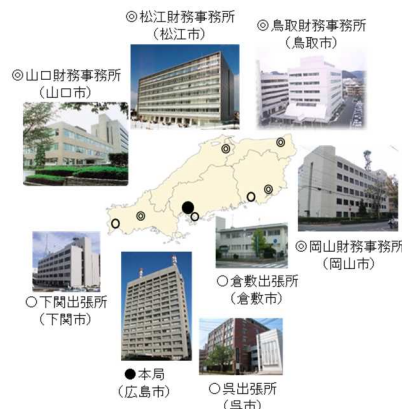 ◎松江財務事務所
（松江市）
◎鳥取財務事務所
（鳥取市）
◎山口財務事務所
（山口市）
◎岡山財務事務所
（岡山市）
○下関出張所
（下関市）
○倉敷出張所
（倉敷市）
●本局
（広島市）
○呉出張所
（呉市）